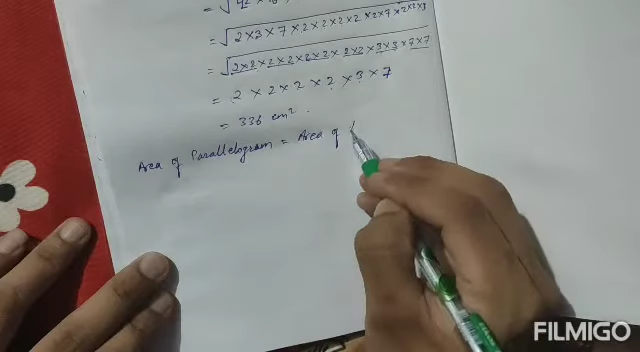 = √42 ×
= √2×3×7×2×2×2×2×2×7×2×2×3
= √2×2×2×2×2×2×2×2×3×3×7×7
= 2 × 2 × 2 × 2 × 3 × 7
= 336 cm².
Area of Parallelogram = Area of
FILMIGO